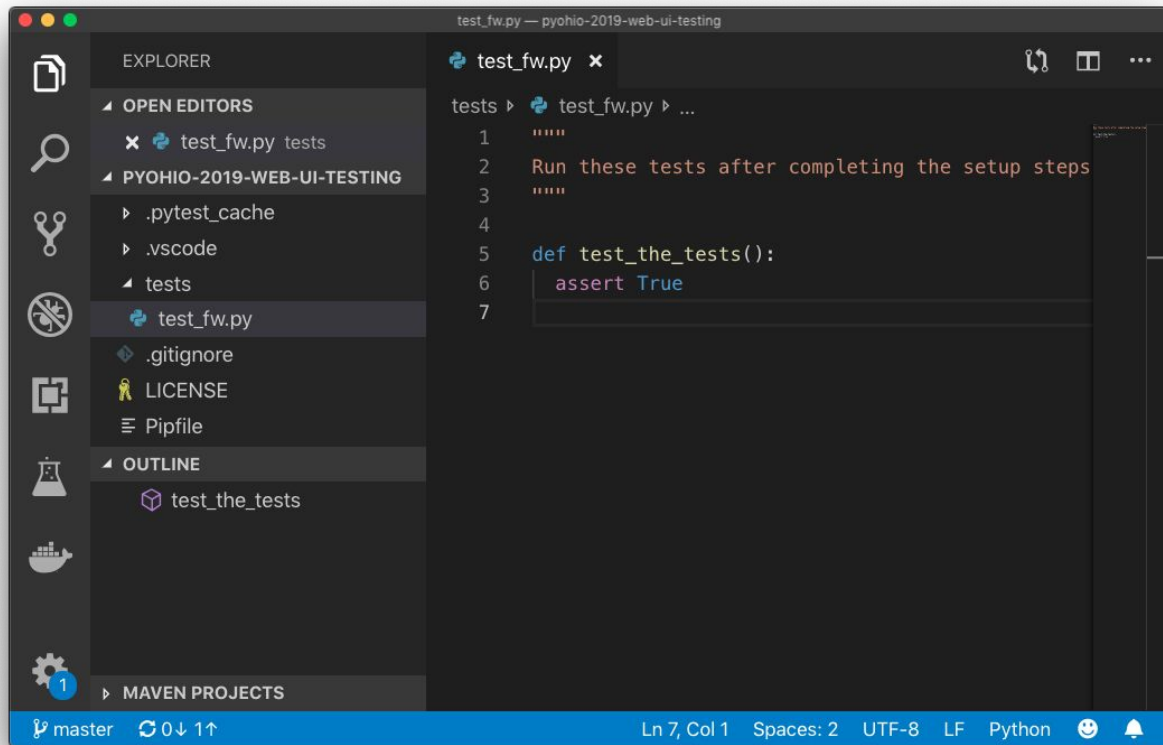 test_fw.py — pyohio-2019-web-ui-testing
EXPLORER
OPEN EDITORS
test_fw.py tests
PYOHIO-2019-WEB-UI-TESTING
.pytest_cache
.vscode
tests
test_fw.py
.gitignore
LICENSE
Pipfile
OUTLINE
test_the_tests
MAVEN PROJECTS
1
test_fw.py
tests test_fw.py ...
1 """
2 Run these tests after completing the setup steps
3 """
4
5 def test_the_tests():
6 assert True
7
master 0↓ 1↑ Ln 7, Col 1 Spaces: 2 UTF-8 LF Python